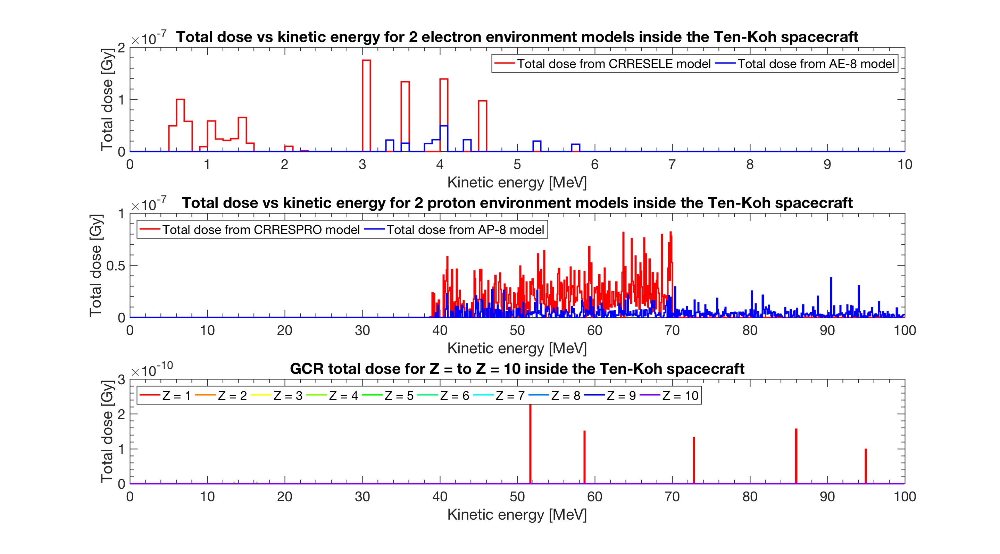 ×10-7
Total dose vs kinetic energy for 2 electron environment models inside the Ten-Koh spacecraft
Total dose [Gy]
2
1
0
Total dose from CRRESELE model Total dose from AE-8 model
0 1 2 3 4 5 6 7 8 9 10
Kinetic energy [MeV]
×10-7
Total dose vs kinetic energy for 2 proton environment models inside the Ten-Koh spacecraft
Total dose [Gy]
1
0.5
0
Total dose from CRRESPRO model Total dose from AP-8 model
0 10 20 30 40 50 60 70 80 90 100
Kinetic energy [MeV]
×10-10
GCR total dose for Z = to Z = 10 inside the Ten-Koh spacecraft
Total dose [Gy]
3
2
1
0
Z = 1 Z = 2 Z = 3 Z = 4 Z = 5 Z = 6 Z = 7 Z = 8 Z = 9 Z = 10
0 10 20 30 40 50 60 70 80 90 100
Kinetic energy [MeV]